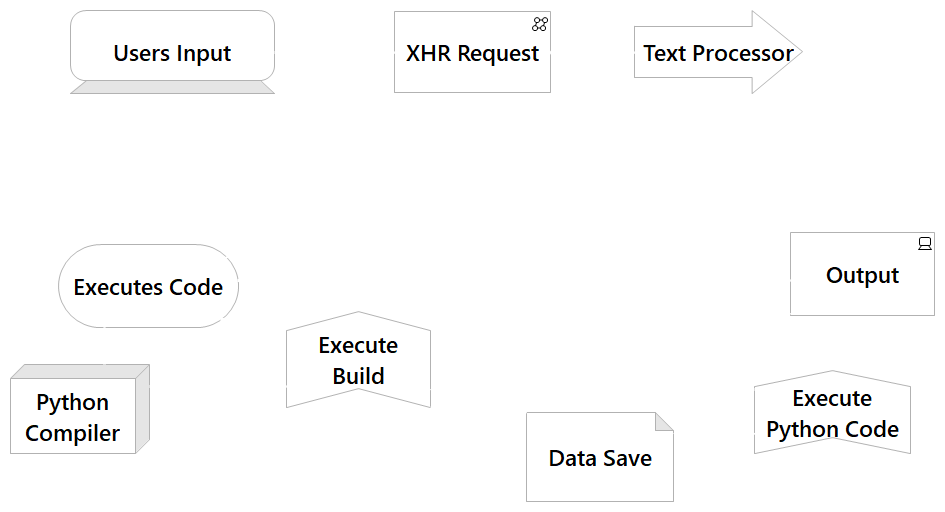 Users Input
XHR Request
Text Processor
Executes Code
Output
Execute
Build
Python
Compiler
Execute
Python Code
Data Save